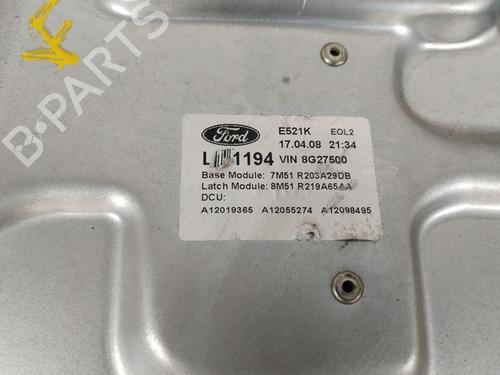 B-PARTS
Ford
E521K EOL2
17.04.08 21:34
L 1194 VIN 8G27500
Base Module: 7M51 R203A29DB
Latch Module: 8M51 R219A65AA
DCU:
A12019365 A12055274 A12098495